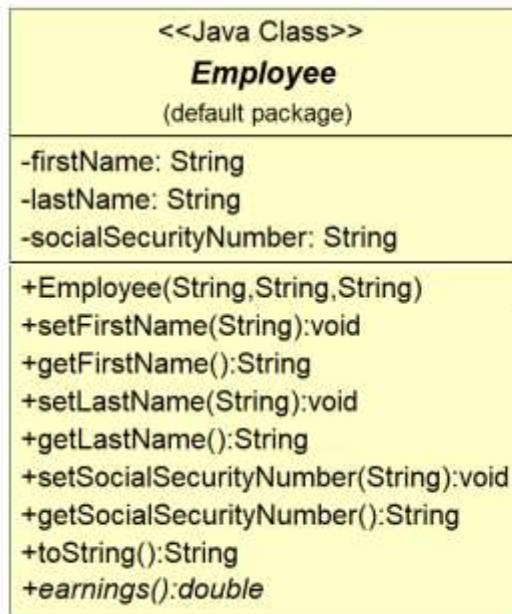 <<Java Class>>
Employee
(default package)
-firstName: String
-lastName: String
-socialSecurityNumber: String
+Employee(String,String,String)
+setFirstName(String):void
+getFirstName():String
+setLastName(String):void
+getLastName():String
+setSocialSecurityNumber(String):void
+getSocialSecurityNumber():String
+toString():String
+earnings():double